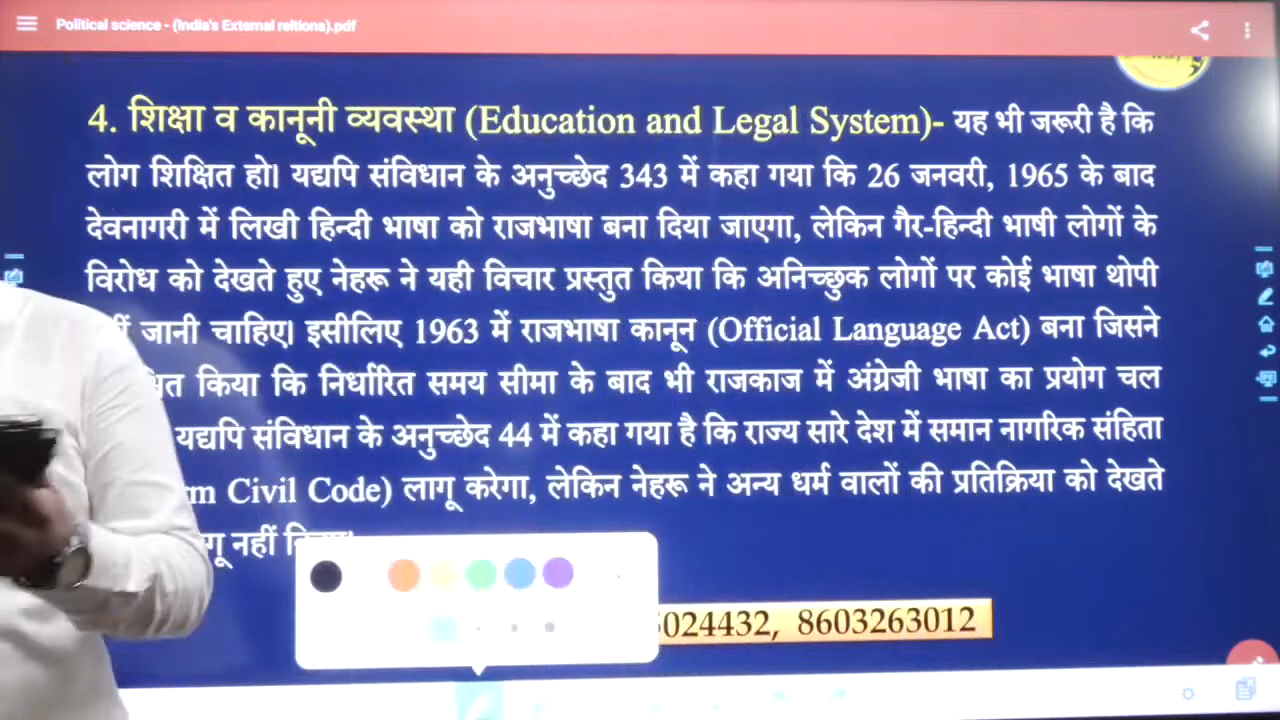 Political science - (India's External reltions).pdf
4. शिक्षा व कानूनी व्यवस्था (Education and Legal System)- यह भी जरूरी है कि
लोग शिक्षित हो। यद्यपि संविधान के अनुच्छेद 343 में कहा गया कि 26 जनवरी, 1965 के बाद
देवनागरी में लिखी हिन्दी भाषा को राजभाषा बना दिया जाएगा, लेकिन गैर-हिन्दी भाषी लोगों के
विरोध को देखते हुए नेहरू ने यही विचार प्रस्तुत किया कि अनिच्छुक लोगों पर कोई भाषा थोपी
जानी चाहिए। इसीलिए 1963 में राजभाषा कानून (Official Language Act) बना जिसने
किया कि निर्धारित समय सीमा के बाद भी राजकाज में अंग्रेजी भाषा का प्रयोग चल
यद्यपि संविधान के अनुच्छेद 44 में कहा गया है कि राज्य सारे देश में समान नागरिक संहिता
Civil Code) लागू करेगा, लेकिन नेहरू ने अन्य धर्म वालों की प्रतिक्रिया को देखते
नहीं
024432, 8603263012